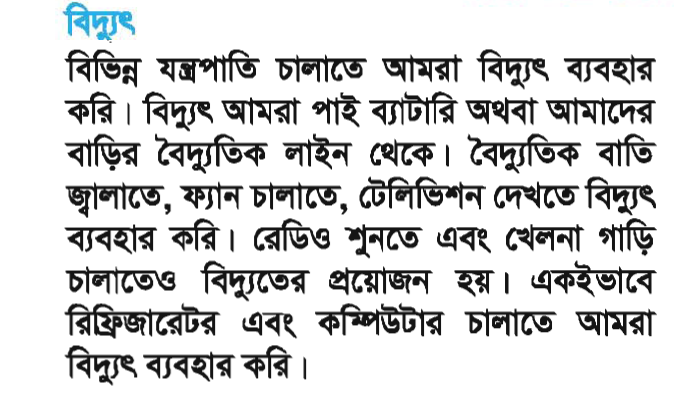 বিদ্যুৎ
বিভিন্ন যন্ত্রপাতি চালাতে আমরা বিদ্যুৎ ব্যবহার
করি। বিদ্যুৎ আমরা পাই ব্যাটারি অথবা আমাদের
বাড়ির বৈদ্যুতিক লাইন থেকে। বৈদ্যুতিক বাতি
জ্বালাতে, ফ্যান চালাতে, টেলিভিশন দেখতে বিদ্যুৎ
ব্যবহার করি। রেডিও শুনতে এবং খেলনা গাড়ি
চালাতেও বিদ্যুতের প্রয়োজন হয়। একইভাবে
রিফ্রিজারেটর এবং কম্পিউটার চালাতে আমরা
বিদ্যুৎ ব্যবহার করি।